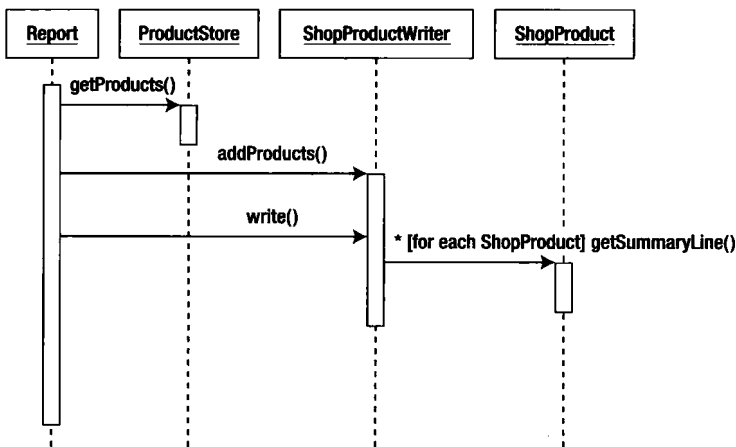 Report
ProductStore
ShopProductWriter
ShopProduct
getProducts()
addProducts()
write()
* [for each ShopProduct] getSummaryLine()